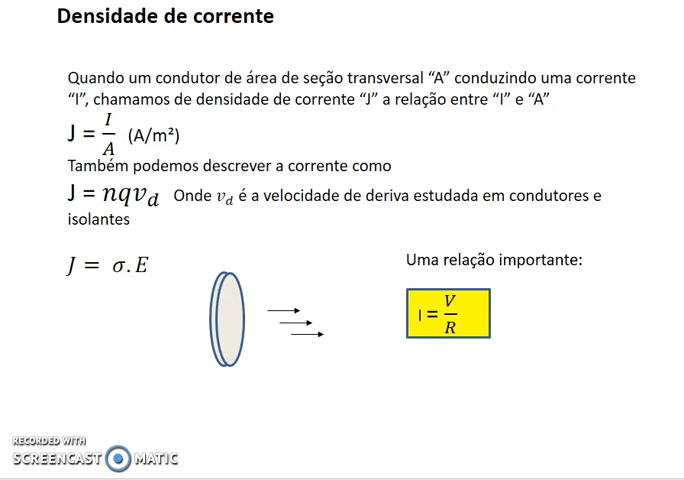 Densidade de corrente
Quando um condutor de área de seção transversal “A” conduzindo uma corrente
“I”, chamamos de densidade de corrente “J” a relação entre “I” e “A”
J = I/A (A/m²)
Também podemos descrever a corrente como
J = nqv_d Onde v_d é a velocidade de deriva estudada em condutores e
isolantes
J = σ.E
Uma relação importante:
I = V/R
RECORDED WITH
SCREENCAST MATIC